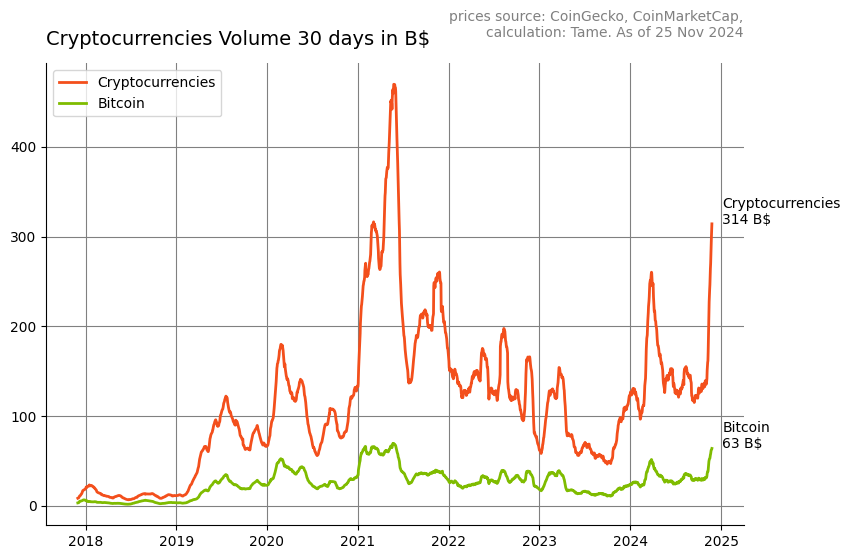 prices source: CoinGecko, CoinMarketCap,
calculation: Tame. As of 25 Nov 2024
Cryptocurrencies Volume 30 days in B$
Cryptocurrencies
Bitcoin
400
300
200
100
0
Cryptocurrencies
314 B$
Bitcoin
63 B$
2018
2019
2020
2021
2022
2023
2024
2025